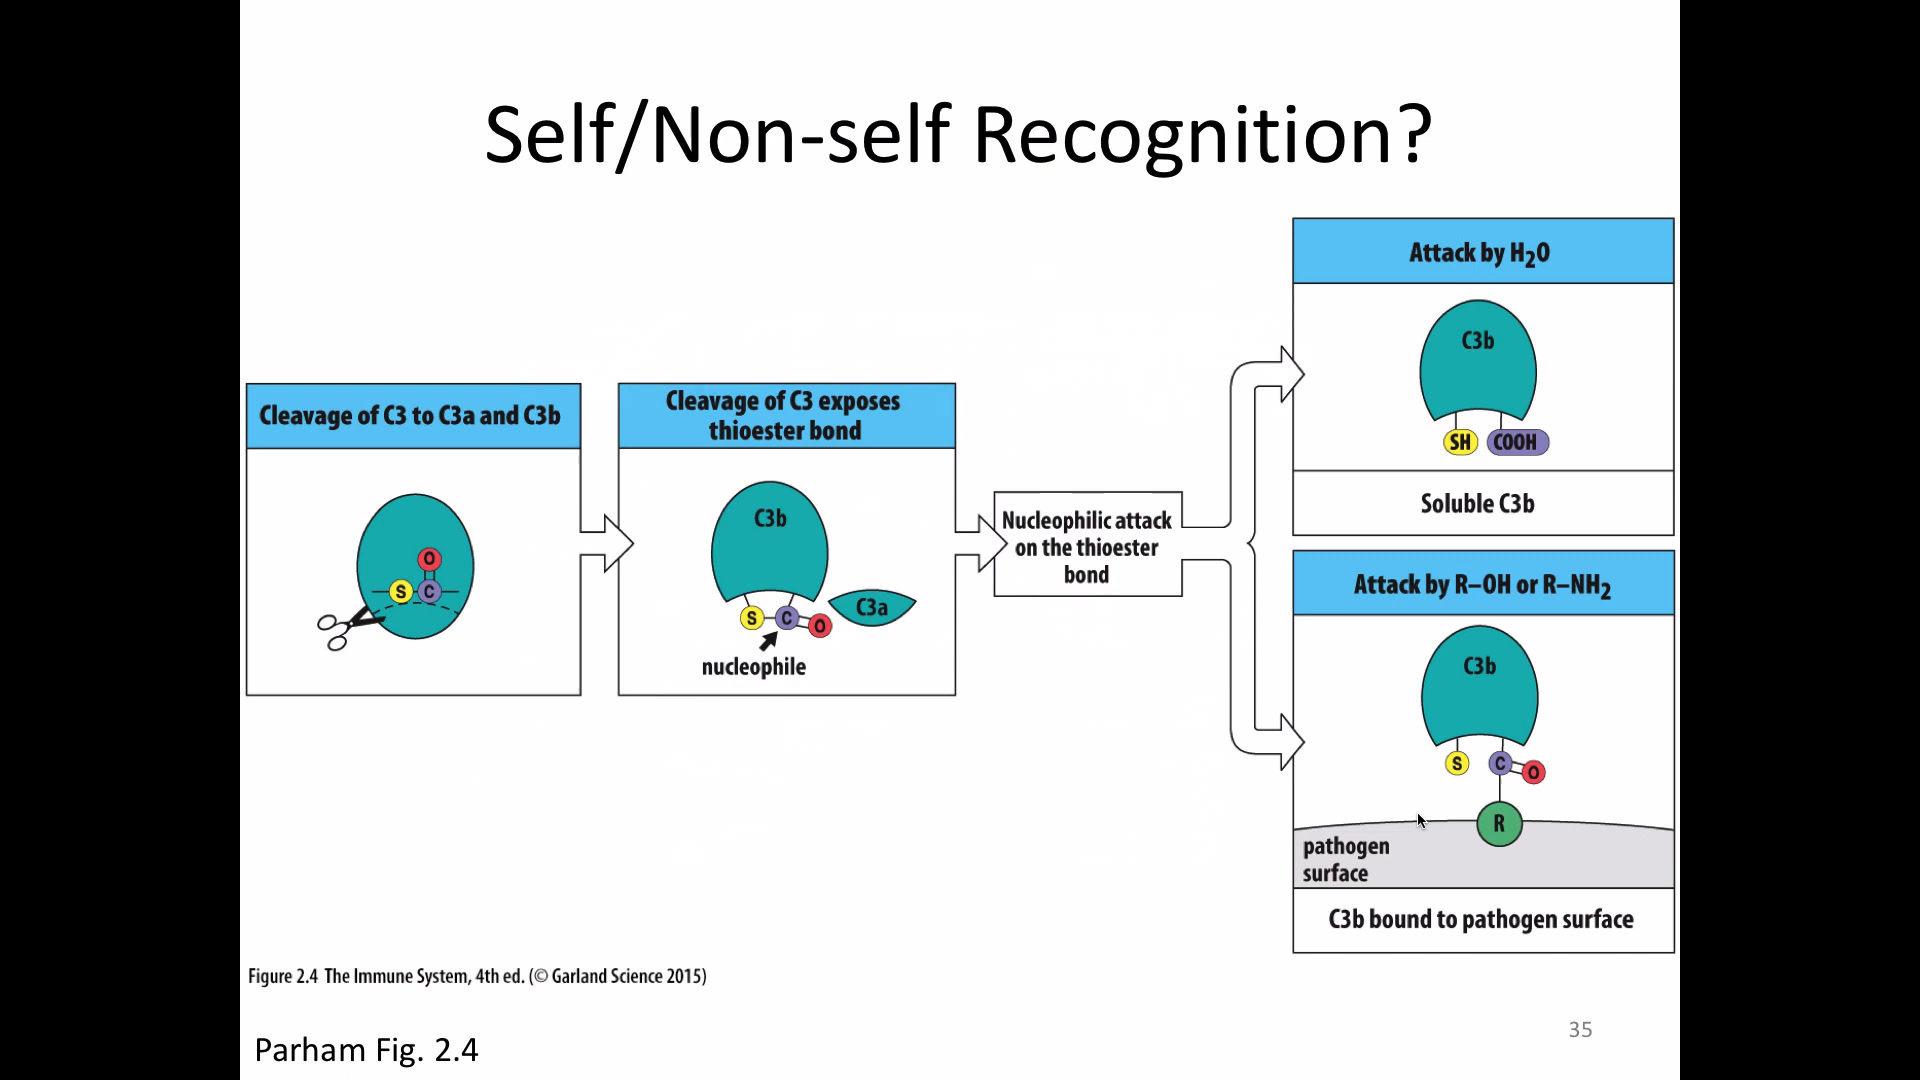 Self/Non-self Recognition?
Cleavage of C3 to C3a and C3b
O
S
C
Cleavage of C3 exposes
thioester bond
C3b
S
C
O
C3a
nucleophile
Nucleophilic attack
on the thioester
bond
Attack by H₂O
C3b
SH
COOH
Soluble C3b
Attack by R–OH or R–NH₂
C3b
S
C
O
R
pathogen
surface
C3b bound to pathogen surface
Figure 2.4 The Immune System, 4th ed. (© Garland Science 2015)
Parham Fig. 2.4
35